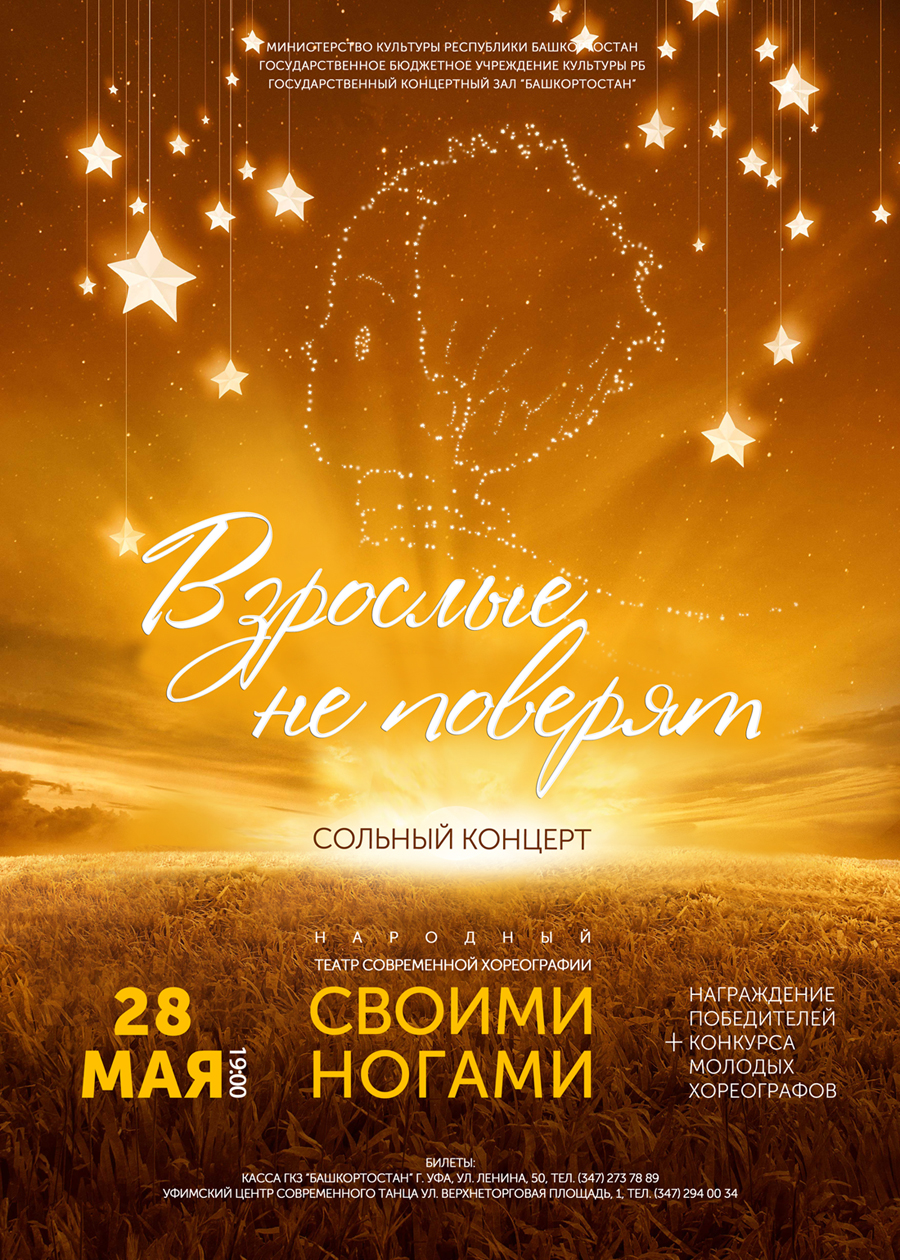 МИНИСТЕРСТВО КУЛЬТУРЫ РЕСПУБЛИКИ БАШКОРТОСТАН
ГОСУДАРСТВЕННОЕ БЮДЖЕТНОЕ УЧРЕЖДЕНИЕ КУЛЬТУРЫ РБ
ГОСУДАРСТВЕННЫЙ КОНЦЕРТНЫЙ ЗАЛ "БАШКОРТОСТАН"
Взрослые
не поверят
СОЛЬНЫЙ КОНЦЕРТ
НАРОДНЫЙ
ТЕАТР СОВРЕМЕННОЙ ХОРЕОГРАФИИ
СВОИМИ
НОГАМИ
28
МАЯ
19:00
НАГРАЖДЕНИЕ
ПОБЕДИТЕЛЕЙ
+ КОНКУРСА
МОЛОДЫХ
ХОРЕОГРАФОВ
БИЛЕТЫ:
КАССА ГКЗ "БАШКОРТОСТАН" Г. УФА, УЛ. ЛЕНИНА, 50, ТЕЛ. (347) 273 78 89
УФИМСКИЙ ЦЕНТР СОВРЕМЕННОГО ТАНЦА УЛ. ВЕРХНЕТОРГОВАЯ ПЛОЩАДЬ, 1, ТЕЛ. (347) 294 00 34